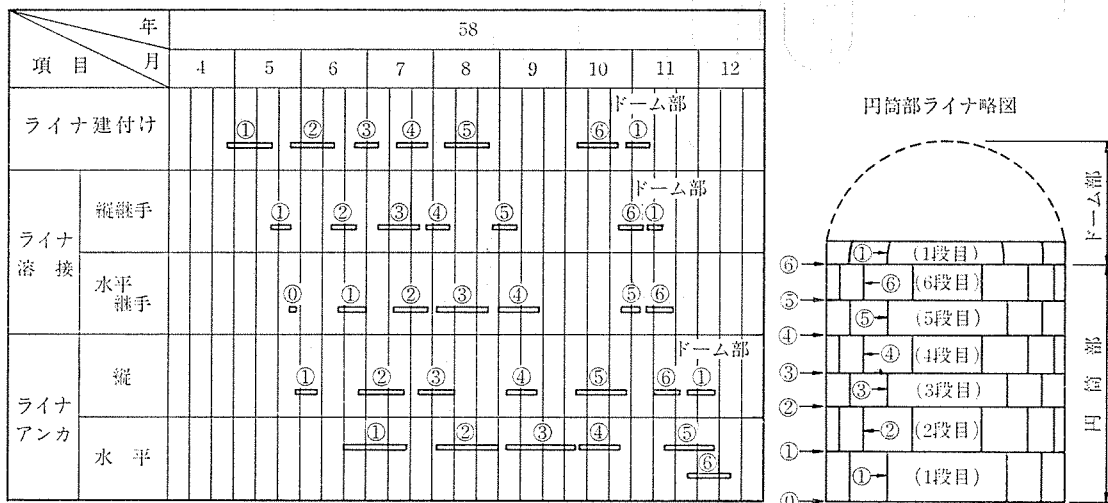 年
58
項目 月 4 5 6 7 8 9 10 11 12
ドーム部
ライナ建付け ① ② ③ ④ ⑤ ⑥ ①
ドーム部
ライナ溶接 縦継手 ① ② ③ ④ ⑤ ⑥ ①
水平継手 ⓪ ① ② ③ ④ ⑤ ⑥
ドーム部
ライナアンカ 縦 ① ② ③ ④ ⑤ ⑥ ①
水平 ① ② ③ ④ ⑤
⑥
円筒部ライナ略図
ドーム部
⑥ ① (1段目)
⑤ ⑥ (6段目)
④ ⑤ (5段目)
③ ④ (4段目)
② ③ (3段目)
① ② (2段目)
⓪ ① (1段目)
円筒部